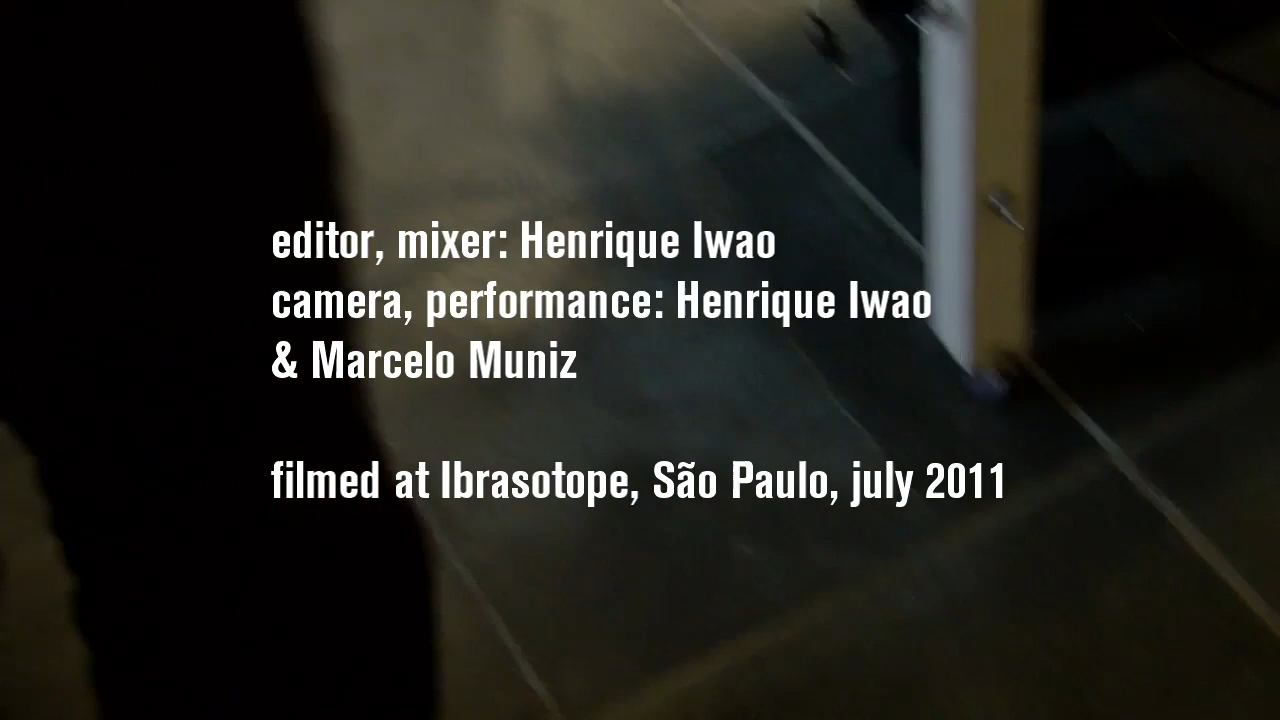 editor, mixer: Henrique Iwao
camera, performance: Henrique Iwao
& Marcelo Muniz
filmed at Ibrasotope, São Paulo, july 2011